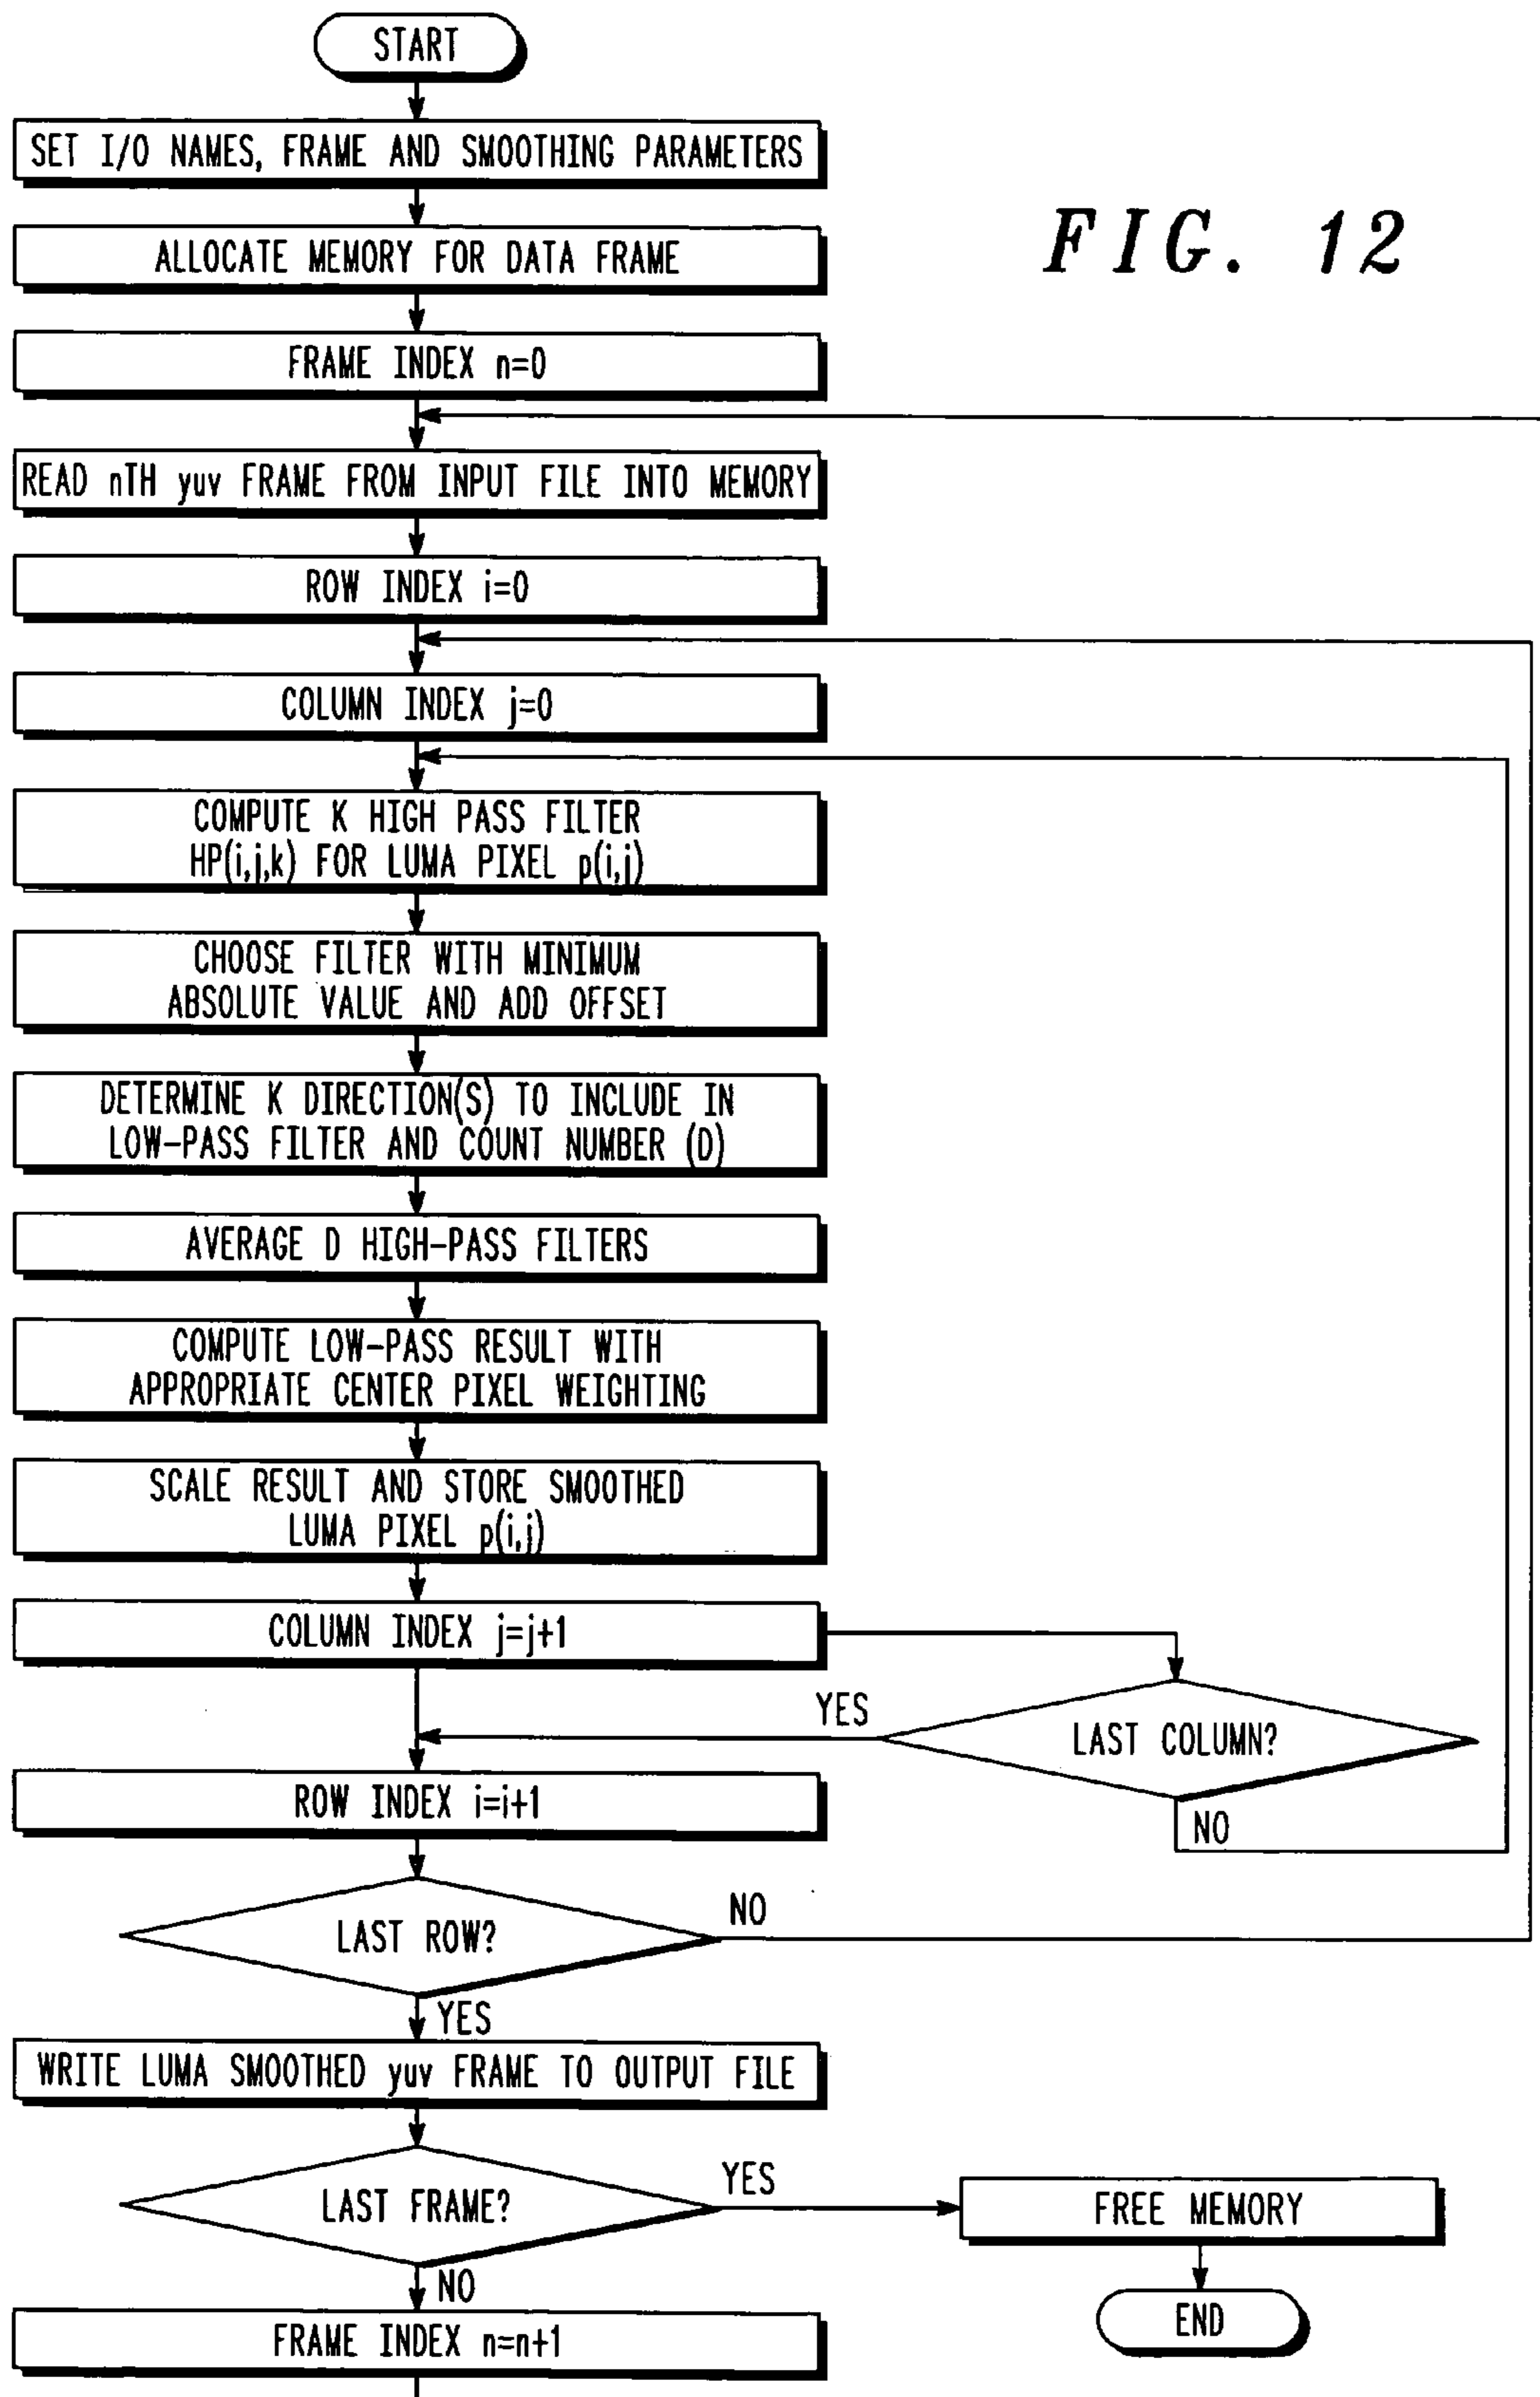 START
SET I/O NAMES, FRAME AND SMOOTHING PARAMETERS
FIG. 12
ALLOCATE MEMORY FOR DATA FRAME
FRAME INDEX n=0
READ nTH yuv FRAME FROM INPUT FILE INTO MEMORY
ROW INDEX i=0
COLUMN INDEX j=0
COMPUTE K HIGH PASS FILTER
HP(i,j,k) FOR LUMA PIXEL p(i,j)
CHOOSE FILTER WITH MINIMUM
ABSOLUTE VALUE AND ADD OFFSET
DETERMINE K DIRECTION(S) TO INCLUDE IN
LOW-PASS FILTER AND COUNT NUMBER (D)
AVERAGE D HIGH-PASS FILTERS
COMPUTE LOW-PASS RESULT WITH
APPROPRIATE CENTER PIXEL WEIGHTING
SCALE RESULT AND STORE SMOOTHED
LUMA PIXEL p(i,j)
COLUMN INDEX j=j+1
YES
LAST COLUMN?
ROW INDEX i=i+1
NO
LAST ROW?
NO
YES
WRITE LUMA SMOOTHED yuv FRAME TO OUTPUT FILE
LAST FRAME?
YES
FREE MEMORY
NO
END
FRAME INDEX n=n+1